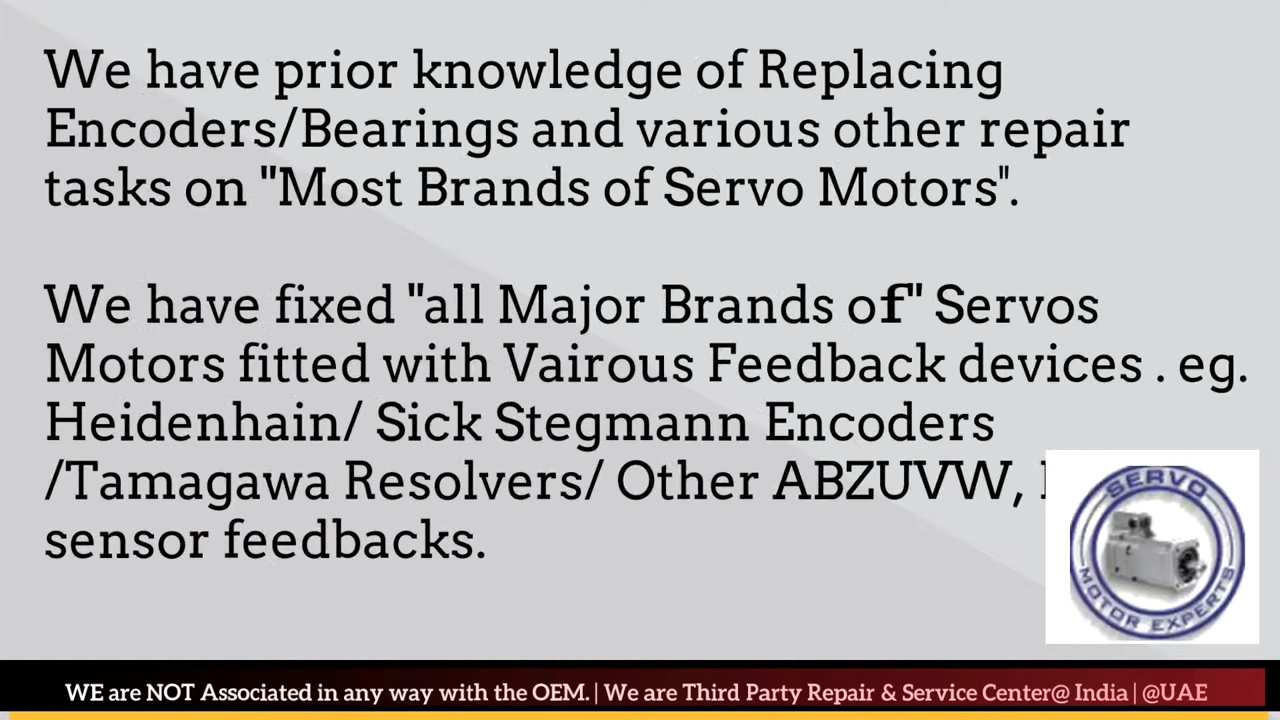 We have prior knowledge of Replacing
Encoders/Bearings and various other repair
tasks on "Most Brands of Servo Motors".
We have fixed "all Major Brands of" Servos
Motors fitted with Vairous Feedback devices . eg.
Heidenhain/ Sick Stegmann Encoders
/Tamagawa Resolvers/ Other ABZUVW,
sensor feedbacks.
SERVO
MOTOR EXPERTS
WE are NOT Associated in any way with the OEM. | We are Third Party Repair & Service Center@ India | @UAE